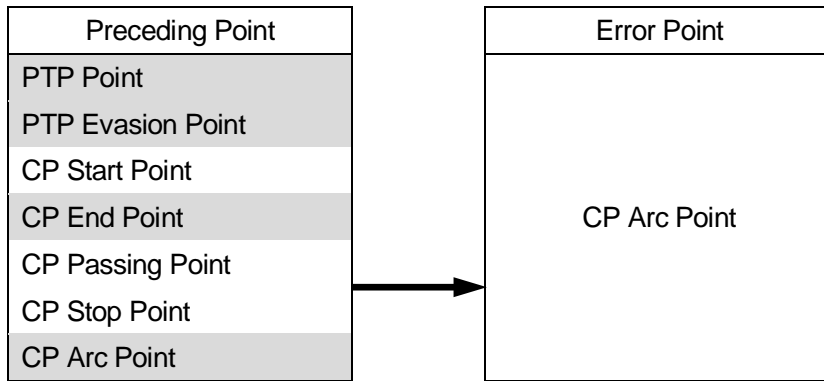 Preceding Point
PTP Point
PTP Evasion Point
CP Start Point
CP End Point
CP Passing Point
CP Stop Point
CP Arc Point
Error Point
CP Arc Point